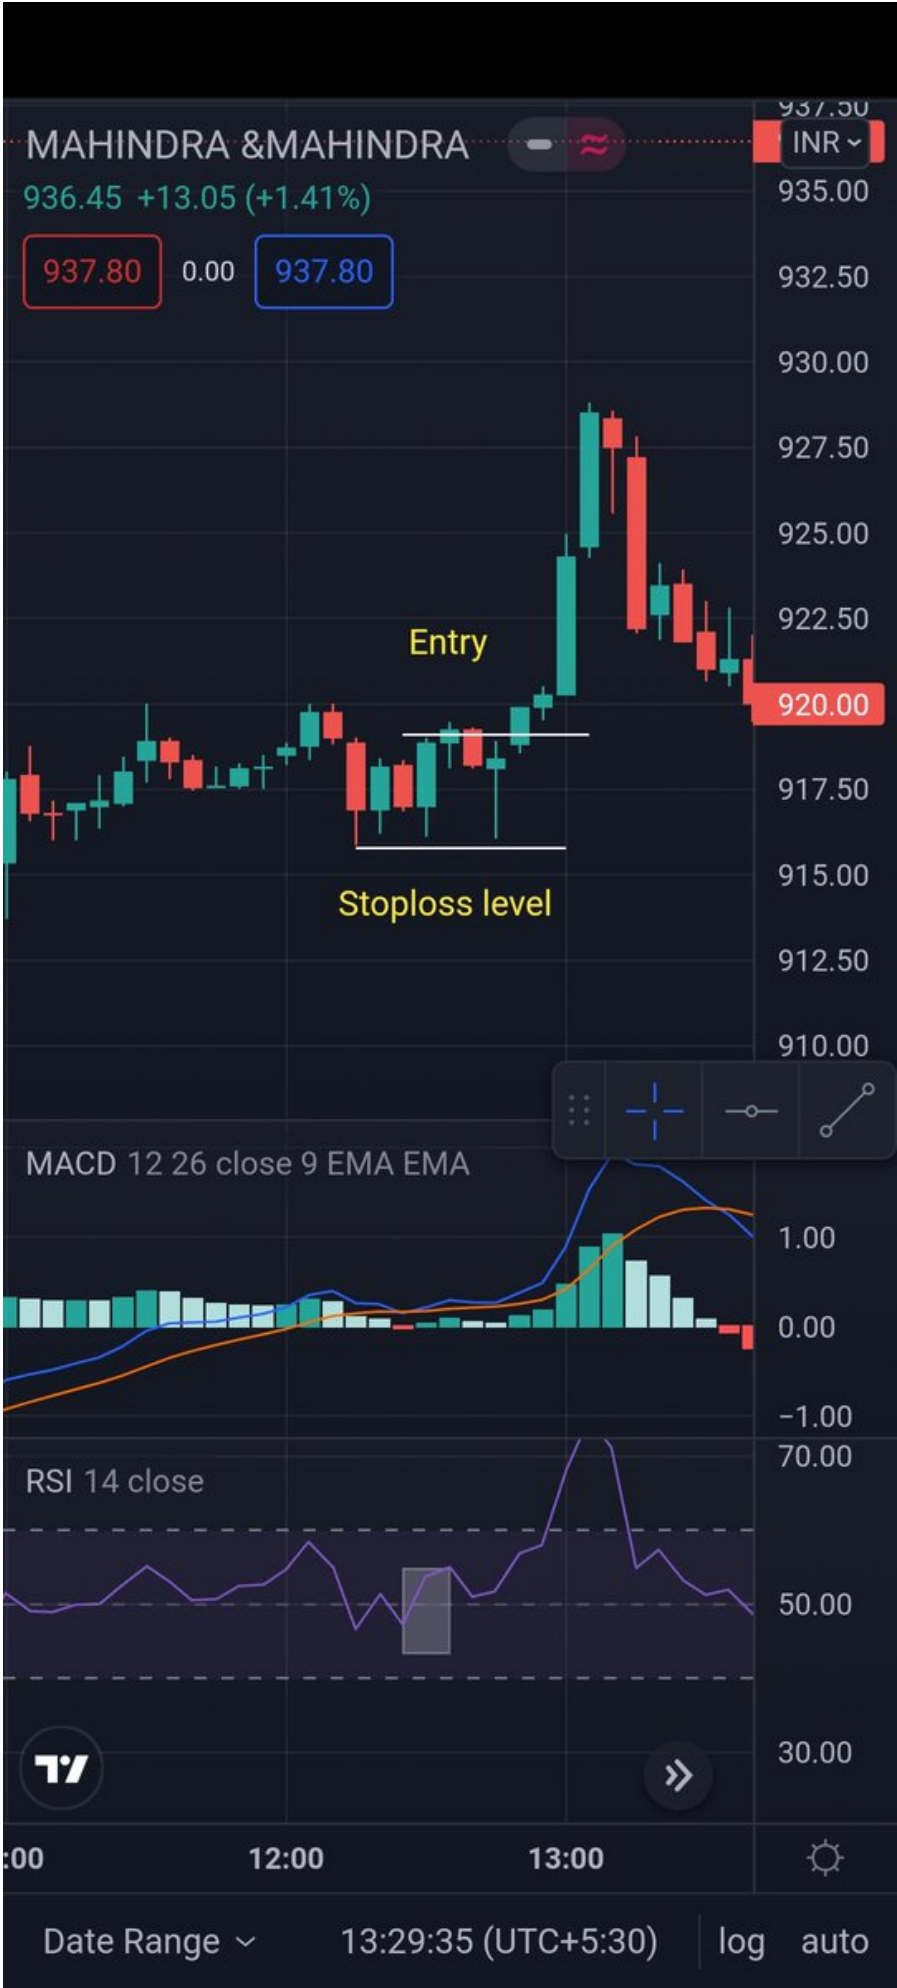 937.50
MAHINDRA &MAHINDRA
INR
936.45 +13.05 (+1.41%)
935.00
937.80 0.00 937.80
932.50
930.00
927.50
925.00
922.50
Entry
920.00
917.50
915.00
Stoploss level
912.50
910.00
MACD 12 26 close 9 EMA EMA
1.00
0.00
−1.00
70.00
RSI 14 close
50.00
30.00
:00 12:00 13:00
Date Range 13:29:35 (UTC+5:30) log auto